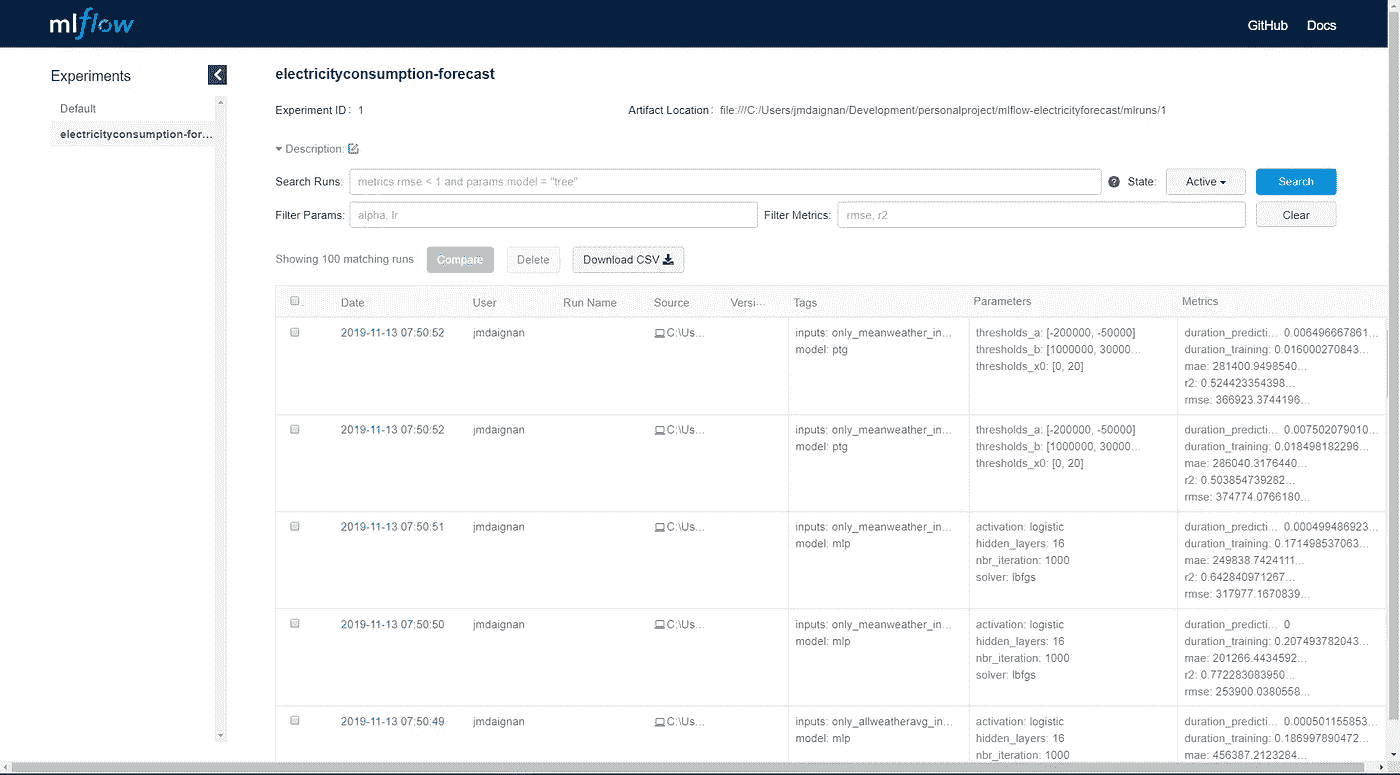 mlflow
GitHub Docs
Experiments
Default
electricityconsumption-for...
electricityconsumption-forecast
Experiment ID: 1
Artifact Location: file:///C:/Users/jmdaignan/Development/personalproject/mlflow-electricityforecast/mlruns/1
Description:
Search Runs: metrics.rmse < 1 and params.model = "tree" ? State: Active Search
Filter Params: alpha, lr Filter Metrics: rmse, r2 Clear
Showing 100 matching runs Compare Delete Download CSV
Date User Run Name Source Versi... Tags Parameters Metrics
2019-11-13 07:50:52 jmdaignan C:\Us... inputs: only_meanweather_in... thresholds_a: [-200000, -50000] duration_predicti... 0.006496667861...
model: ptg thresholds_b: [1000000, 30000... duration_training: 0.016000270843...
thresholds_x0: [0, 20] mae: 281400.9498540...
r2: 0.524423354398...
rmse: 366923.3744196...
2019-11-13 07:50:52 jmdaignan C:\Us... inputs: only_meanweather_in... thresholds_a: [-200000, -50000] duration_predicti... 0.007502079010...
model: ptg thresholds_b: [1000000, 30000... duration_training: 0.018498182296...
thresholds_x0: [0, 20] mae: 286040.3176440...
r2: 0.503854739282...
rmse: 374774.0766180...
2019-11-13 07:50:51 jmdaignan C:\Us... inputs: only_meanweather_in... activation: logistic duration_predicti... 0.000499486923...
model: mlp hidden_layers: 16 duration_training: 0.171498537063...
nbr_iteration: 1000 mae: 249838.7424111...
solver: lbfgs r2: 0.642840971267...
rmse: 317977.1670839...
2019-11-13 07:50:50 jmdaignan C:\Us... inputs: only_meanweather_in... activation: logistic duration_predicti... 0
model: mlp hidden_layers: 16 duration_training: 0.207493782043...
nbr_iteration: 1000 mae: 201266.4434592...
solver: lbfgs r2: 0.772283083950...
rmse: 253900.0380558...
2019-11-13 07:50:49 jmdaignan C:\Us... inputs: only_allweatheravg_in... activation: logistic duration_predicti... 0.000501155853...
model: mlp hidden_layers: 16 duration_training: 0.186997890472...
nbr_iteration: 1000 mae: 456387.2123284...